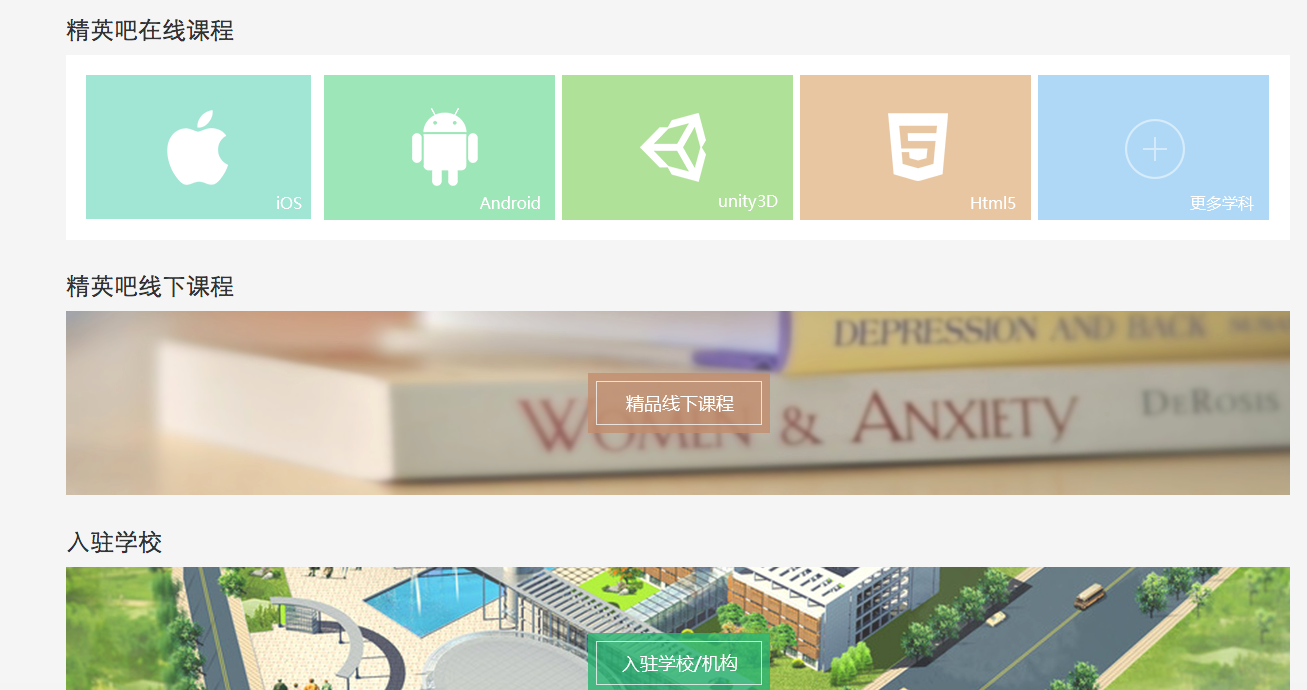 精英吧在线课程
iOS
Android
unity3D
Html5
更多学科
精英吧线下课程
DEPRESSION AND BACK
WOMEN & ANXIETY
DEROSIS
精品线下课程
入驻学校
入驻学校/机构